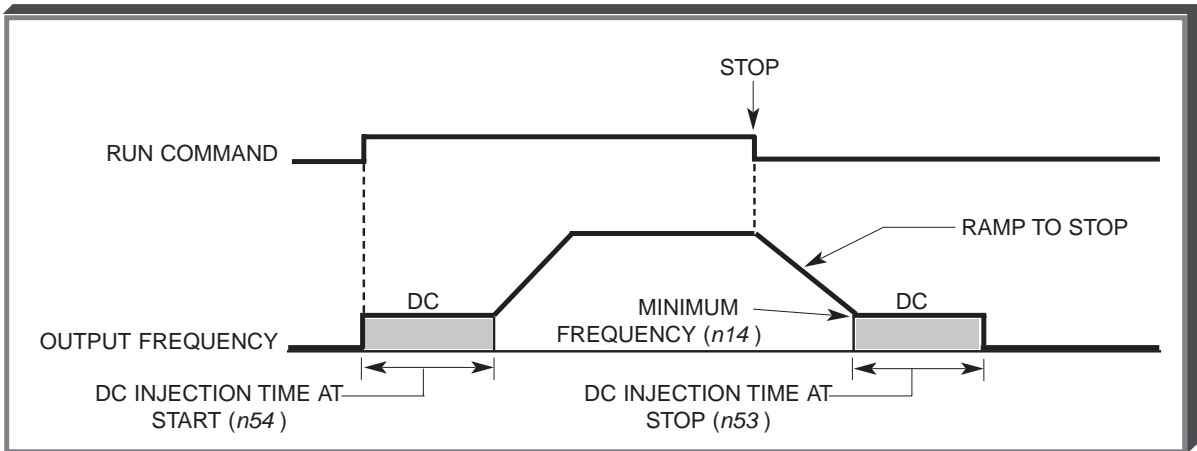 STOP
RUN COMMAND
RAMP TO STOP
DC
MINIMUM
FREQUENCY (n14 )
DC
OUTPUT FREQUENCY
DC INJECTION TIME AT
START (n54 )
DC INJECTION TIME AT
STOP (n53 )